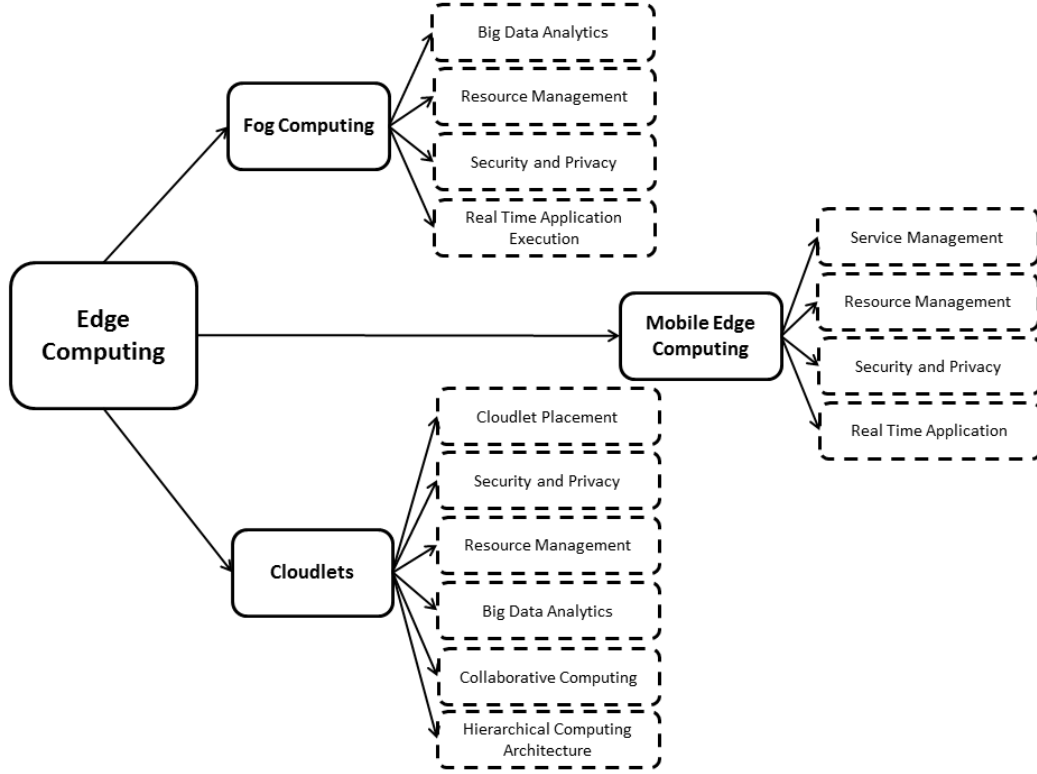 Big Data Analytics
Resource Management
Fog Computing
Security and Privacy
Real Time Application
Execution
Edge
Computing
Mobile Edge
Computing
Service Management
Resource Management
Security and Privacy
Real Time Application
Cloudlets
Cloudlet Placement
Security and Privacy
Resource Management
Big Data Analytics
Collaborative Computing
Hierarchical Computing
Architecture